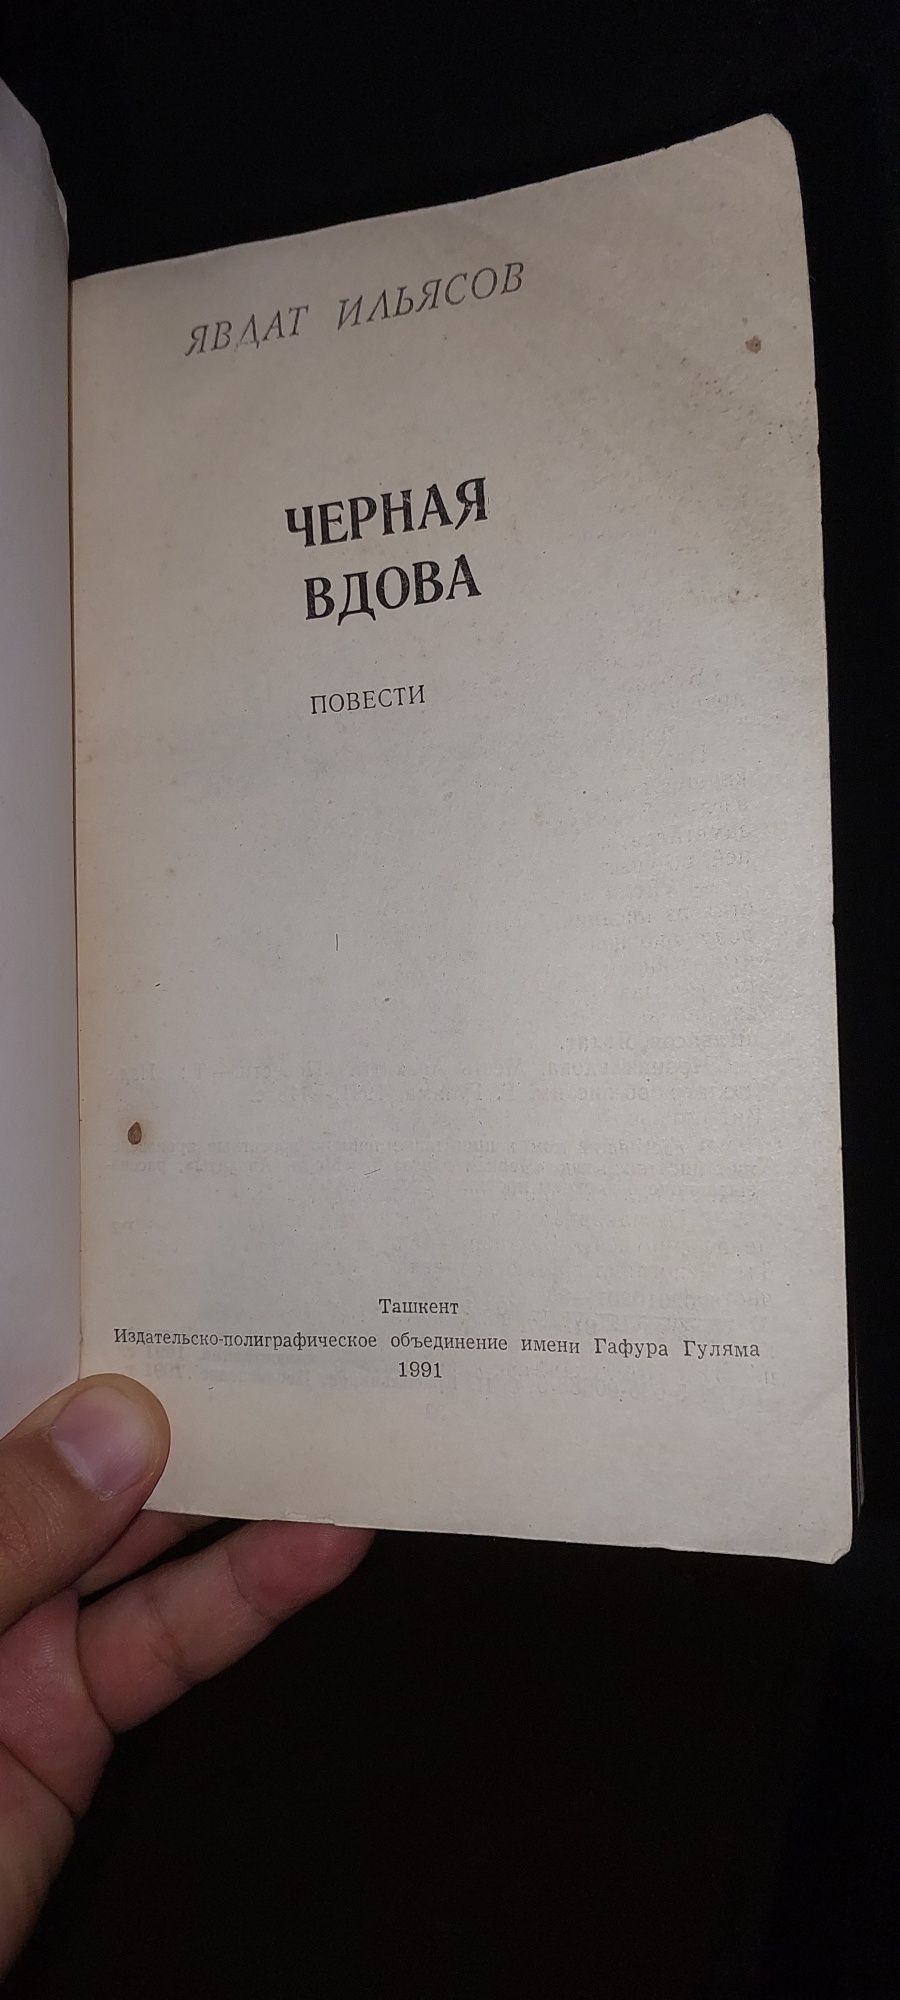 ЯВДАТ ИЛЬЯСОВ
ЧЕРНАЯ
ВДОВА
ПОВЕСТИ
Ташкент
Издательско-полиграфическое объединение имени Гафура Гуляма
1991